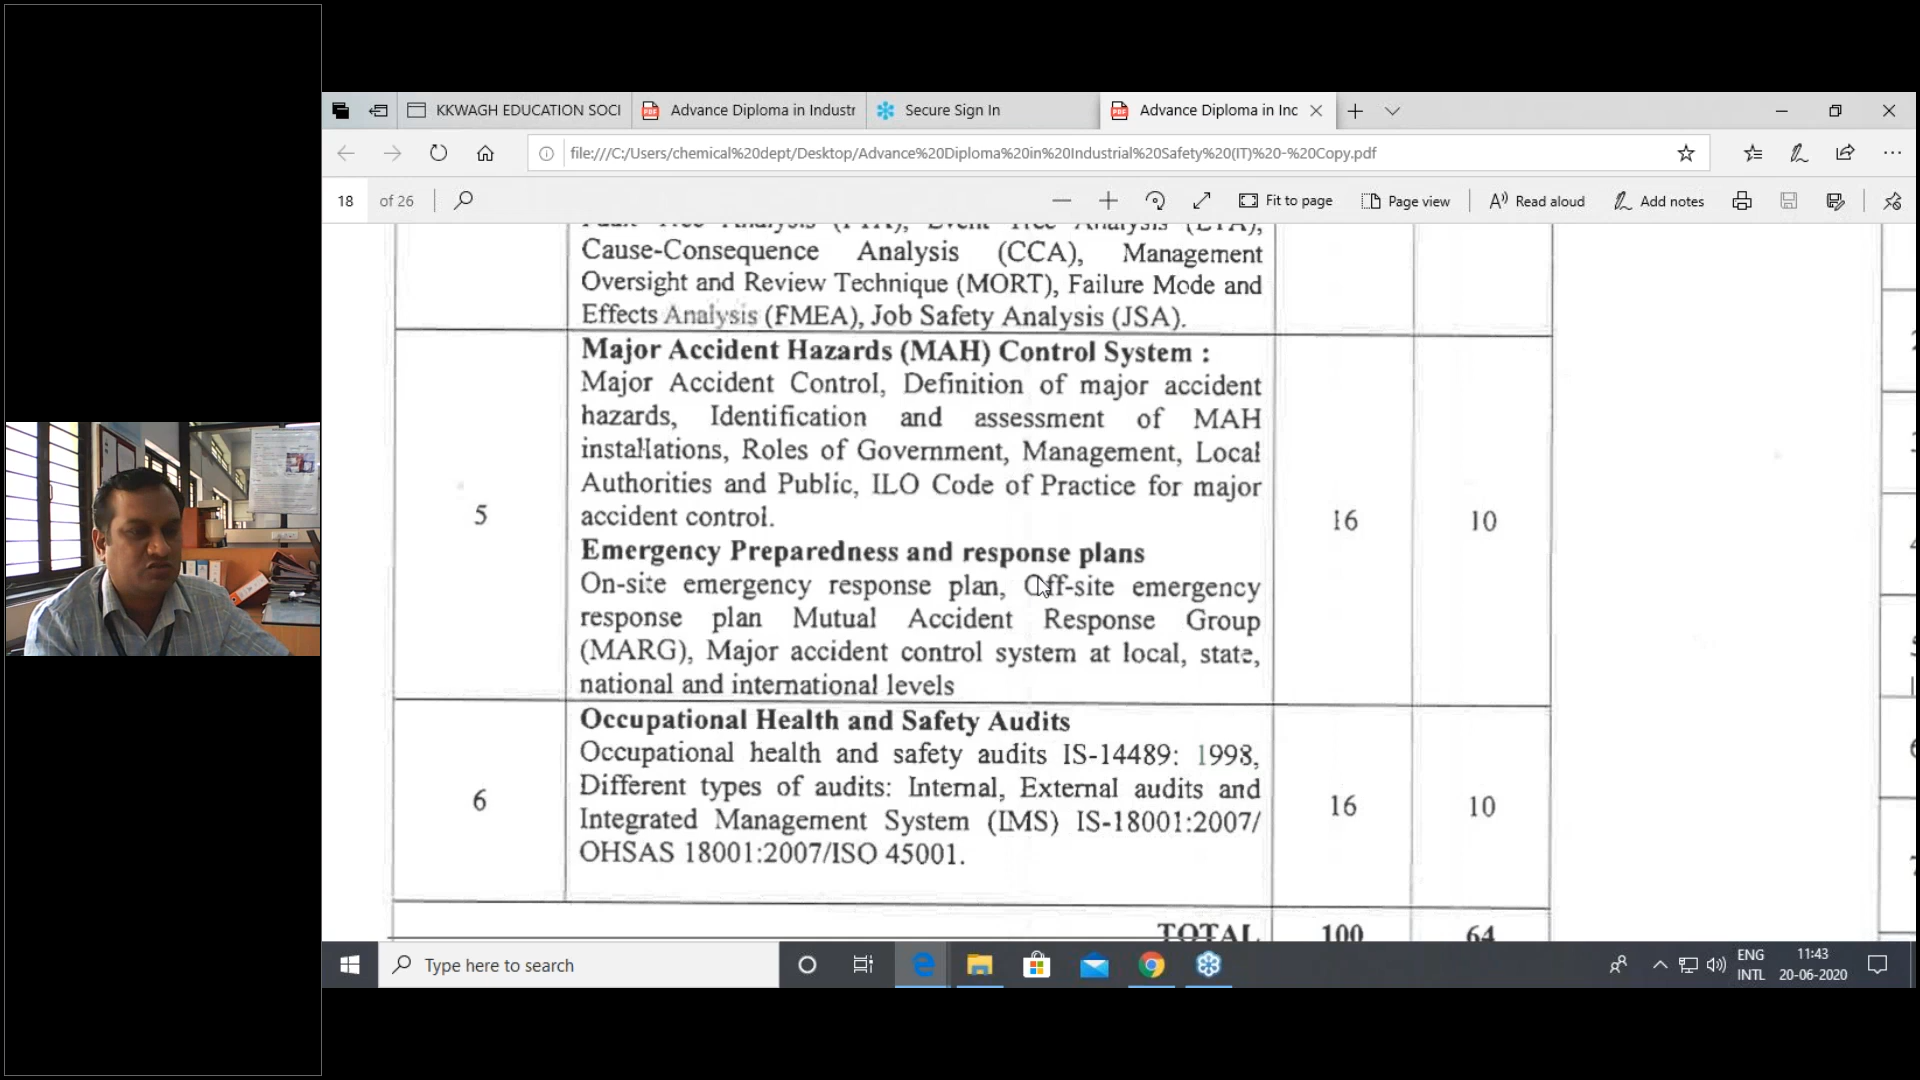 KKWAGH EDUCATION SOCI
Advance Diploma in Industr
Secure Sign In
Advance Diploma in Inc
file:///C:/Users/chemical%20dept/Desktop/Advance%20Diploma%20in%20Industrial%20Safety%20(IT)%20-%20Copy.pdf
18 of 26
Fit to page
Page view
Read aloud
Add notes
Fault Tree Analysis (FTA), Event Tree Analysis (ETA),
Cause-Consequence Analysis (CCA), Management
Oversight and Review Technique (MORT), Failure Mode and
Effects Analysis (FMEA), Job Safety Analysis (JSA).
5
Major Accident Hazards (MAH) Control System :
Major Accident Control, Definition of major accident
hazards, Identification and assessment of MAH
installations, Roles of Government, Management, Local
Authorities and Public, ILO Code of Practice for major
accident control.
Emergency Preparedness and response plans
On-site emergency response plan, Off-site emergency
response plan Mutual Accident Response Group
(MARG), Major accident control system at local, state,
national and international levels
16
10
6
Occupational Health and Safety Audits
Occupational health and safety audits IS-14489: 1998,
Different types of audits: Internal, External audits and
Integrated Management System (IMS) IS-18001:2007/
OHSAS 18001:2007/ISO 45001.
16
10
TOTAL 100 64
Type here to search
ENG
INTL
11:43
20-06-2020